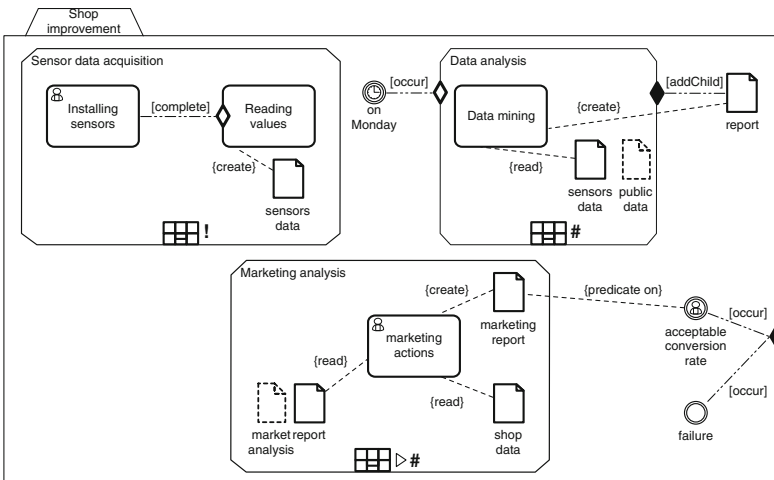 Shop
improvement
Sensor data acquisition
Installing
sensors
[complete]
Reading
values
{create}
sensors
data
!
[occur]
on
Monday
Data analysis
Data mining
{create}
{read}
sensors
data
public
data
#
[addChild]
report
Marketing analysis
{create}
marketing
report
marketing
actions
{read}
{read}
market
analysis
report
shop
data
#
{predicate on}
acceptable
conversion
rate
[occur]
[occur]
failure